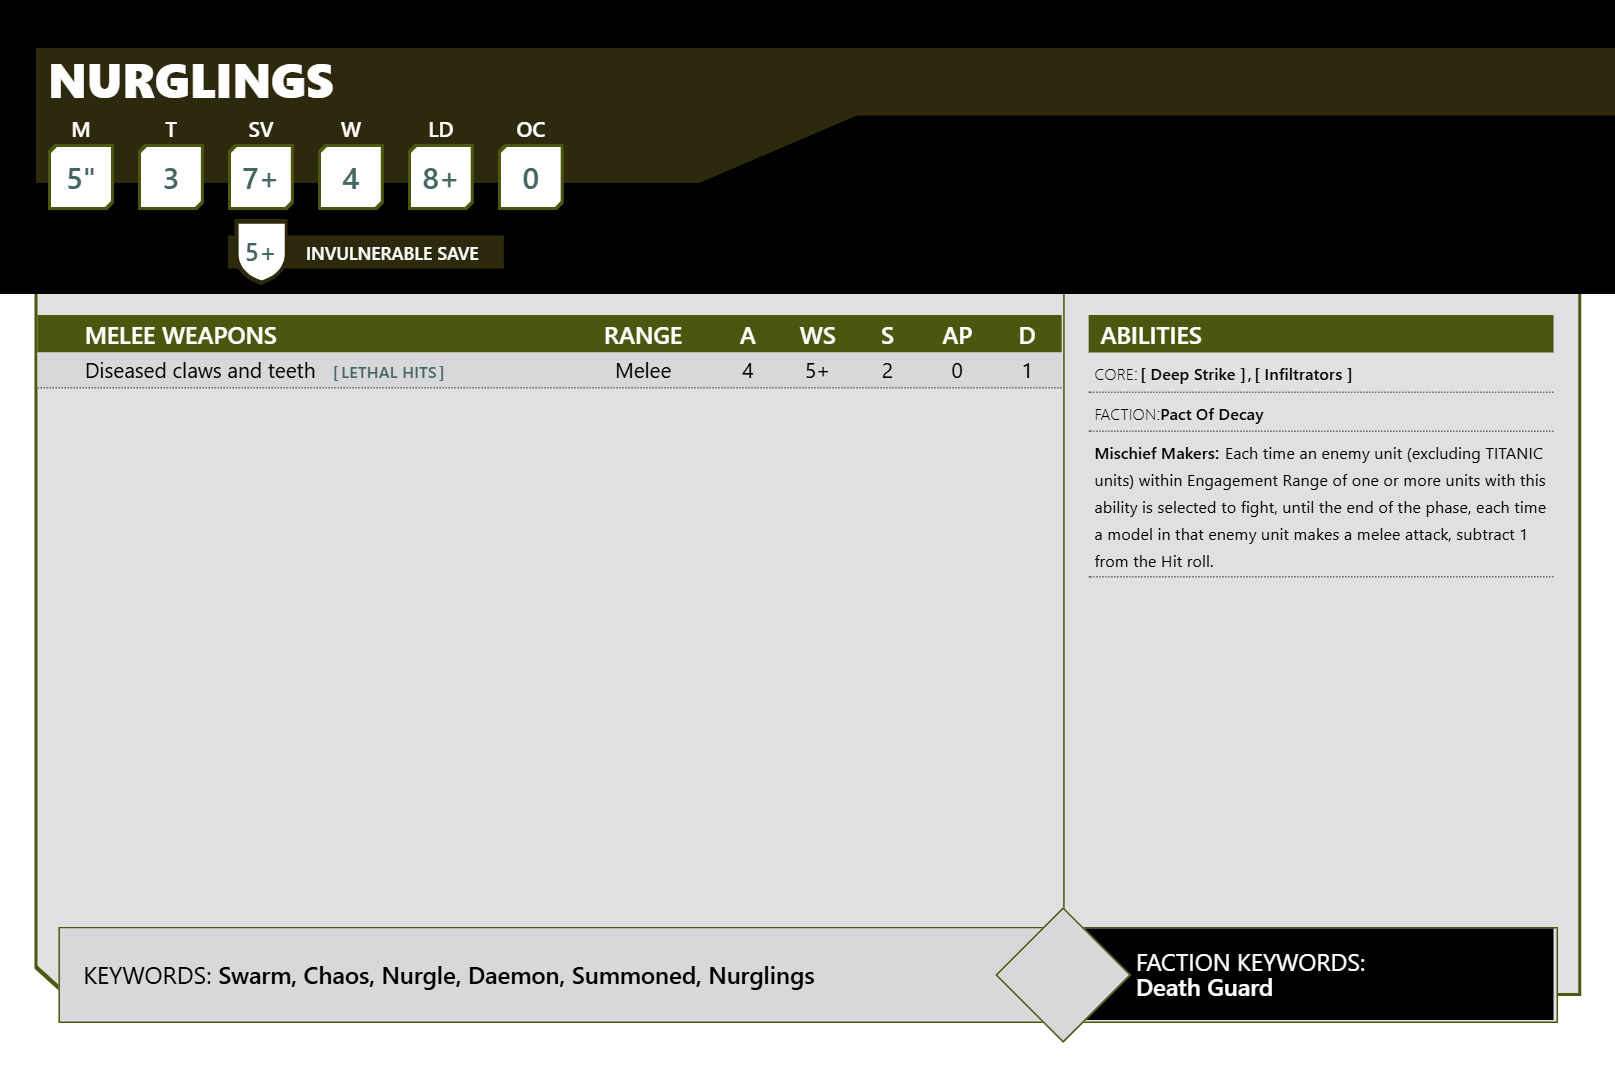 NURGLINGS
M T SV W LD OC
5" 3 7+ 4 8+ 0
5+ INVULNERABLE SAVE
MELEE WEAPONS RANGE A WS S AP D
Diseased claws and teeth [ LETHAL HITS ] Melee 4 5+ 2 0 1
ABILITIES
CORE: [ Deep Strike ], [ Infiltrators ]
FACTION:Pact Of Decay
Mischief Makers: Each time an enemy unit (excluding TITANIC
units) within Engagement Range of one or more units with this
ability is selected to fight, until the end of the phase, each time
a model in that enemy unit makes a melee attack, subtract 1
from the Hit roll.
KEYWORDS: Swarm, Chaos, Nurgle, Daemon, Summoned, Nurglings
FACTION KEYWORDS:
Death Guard